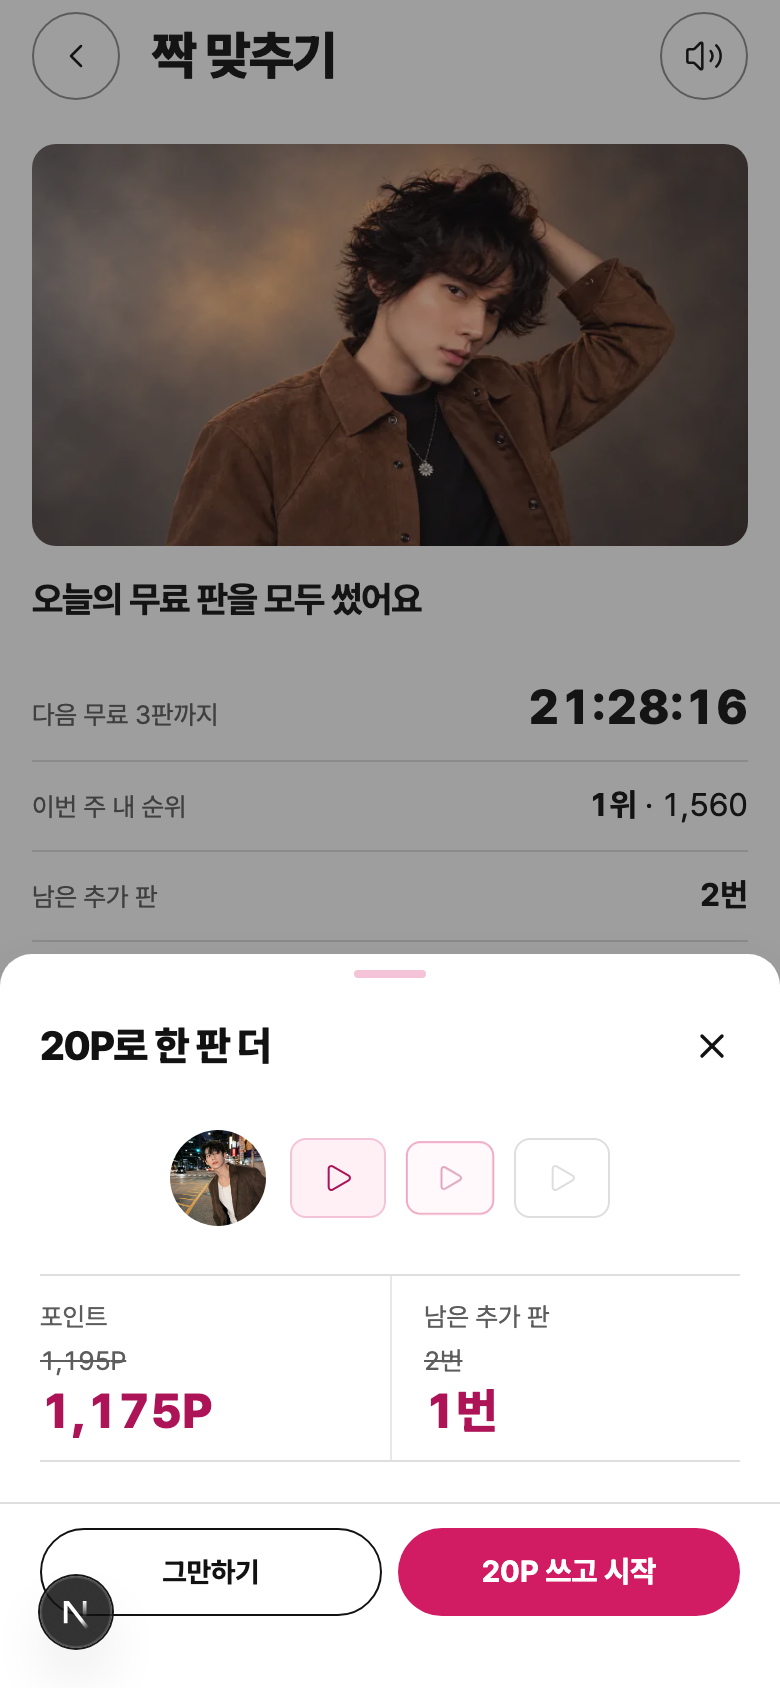 짝 맞추기
오늘의 무료 판을 모두 썼어요
다음 무료 3판까지
21:28:16
이번 주 내 순위
1위 · 1,560
남은 추가 판
2번
20P로 한 판 더
포인트
1,195P
1,175P
남은 추가 판
2번
1번
그만하기
20P 쓰고 시작
N